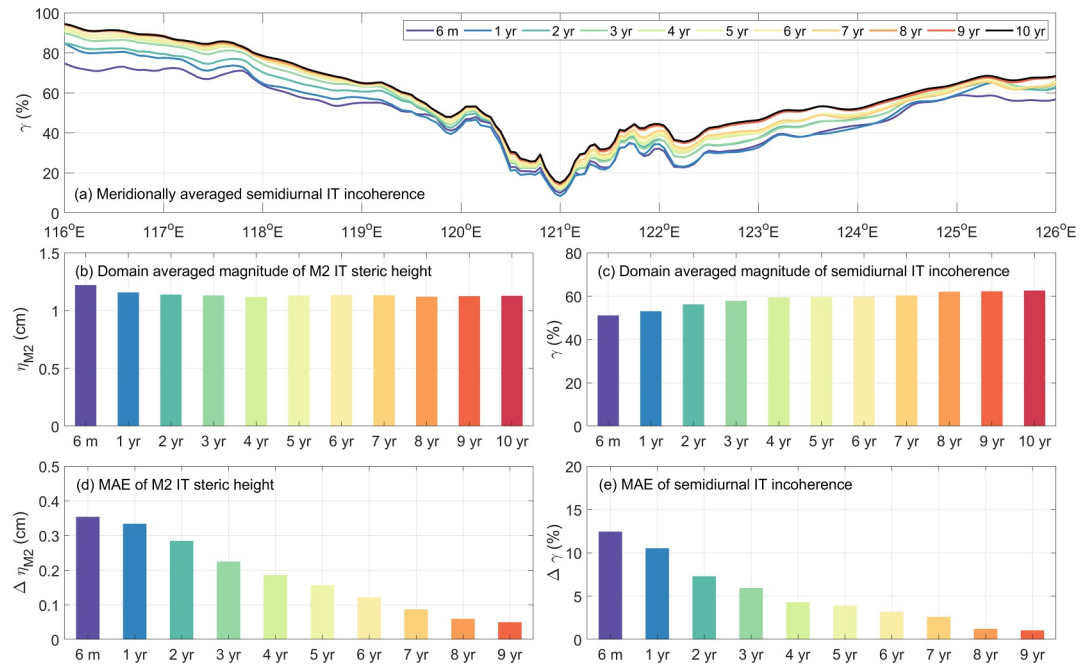 100
80
60
40
20
0
γ (%)
6 m 1 yr 2 yr 3 yr 4 yr 5 yr 6 yr 7 yr 8 yr 9 yr 10 yr
(a) Meridionally averaged semidiurnal IT incoherence
116°E 117°E 118°E 119°E 120°E 121°E 122°E 123°E 124°E 125°E 126°E
(b) Domain averaged magnitude of M2 IT steric height
1.5
1
0.5
0
η_M2 (cm)
6 m 1 yr 2 yr 3 yr 4 yr 5 yr 6 yr 7 yr 8 yr 9 yr 10 yr
(c) Domain averaged magnitude of semidiurnal IT incoherence
80
60
40
20
0
γ (%)
6 m 1 yr 2 yr 3 yr 4 yr 5 yr 6 yr 7 yr 8 yr 9 yr 10 yr
(d) MAE of M2 IT steric height
0.5
0.4
0.3
0.2
0.1
0
Δ η_M2 (cm)
6 m 1 yr 2 yr 3 yr 4 yr 5 yr 6 yr 7 yr 8 yr 9 yr
(e) MAE of semidiurnal IT incoherence
20
15
10
5
0
Δ γ (%)
6 m 1 yr 2 yr 3 yr 4 yr 5 yr 6 yr 7 yr 8 yr 9 yr